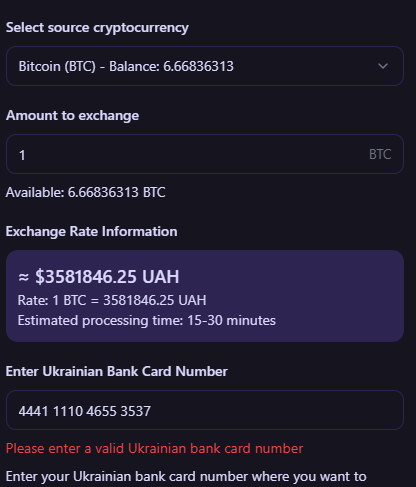 Select source cryptocurrency
Bitcoin (BTC) - Balance: 6.66836313
Amount to exchange
1 BTC
Available: 6.66836313 BTC
Exchange Rate Information
≈ $3581846.25 UAH
Rate: 1 BTC = 3581846.25 UAH
Estimated processing time: 15-30 minutes
Enter Ukrainian Bank Card Number
4441 1110 4655 3537
Please enter a valid Ukrainian bank card number
Enter your Ukrainian bank card number where you want to